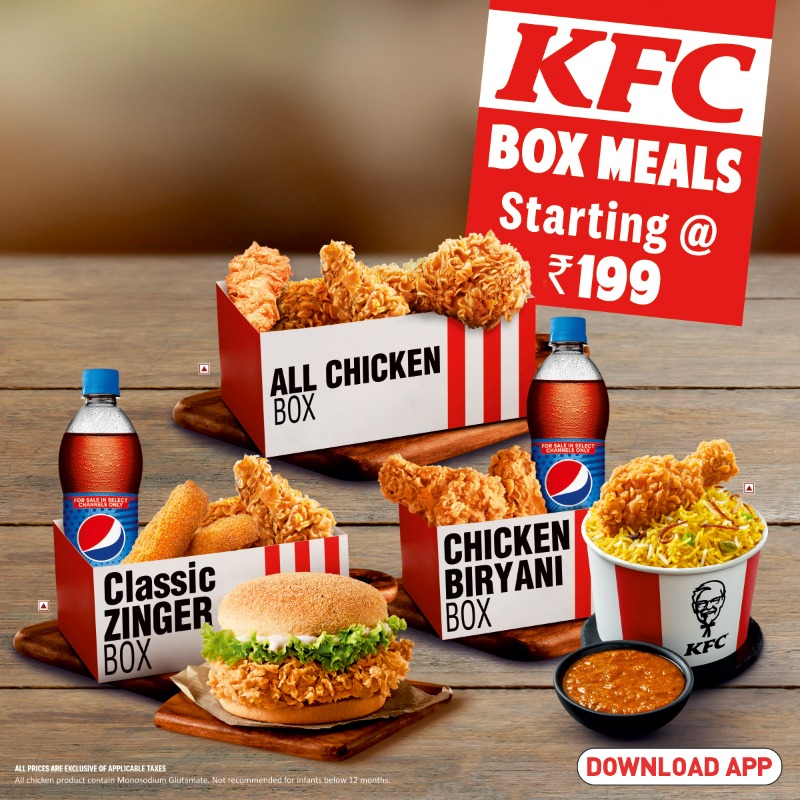 KFC
BOX MEALS
Starting @
₹199
ALL CHICKEN
BOX
FOR SALE IN SELECT
CHANNELS ONLY
FOR SALE IN SELECT
CHANNELS ONLY
Classic
ZINGER
BOX
CHICKEN
BIRYANI
BOX
KFC
ALL PRICES ARE EXCLUSIVE OF APPLICABLE TAXES
All chicken product contain Monosodium Glutamate. Not recommended for infants below 12 months.
DOWNLOAD APP